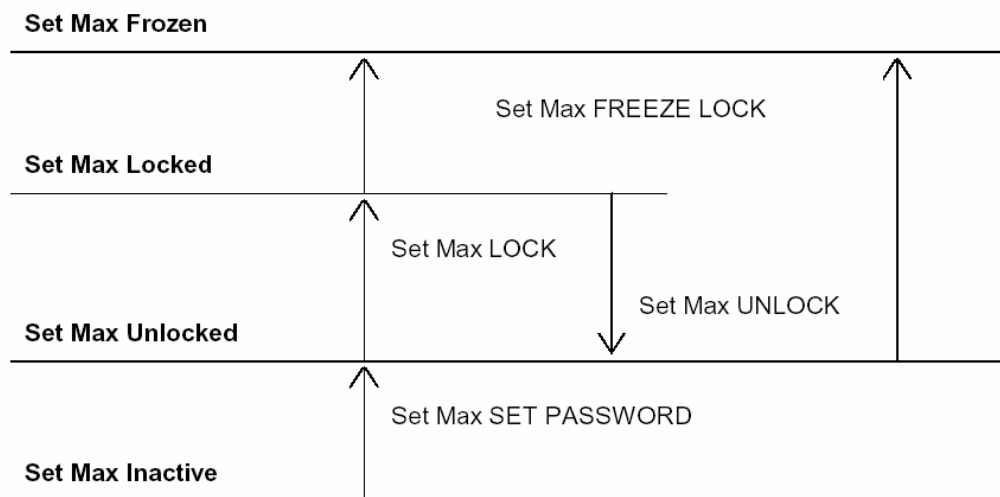 Set Max Frozen
Set Max FREEZE LOCK
Set Max Locked
Set Max LOCK
Set Max UNLOCK
Set Max Unlocked
Set Max SET PASSWORD
Set Max Inactive